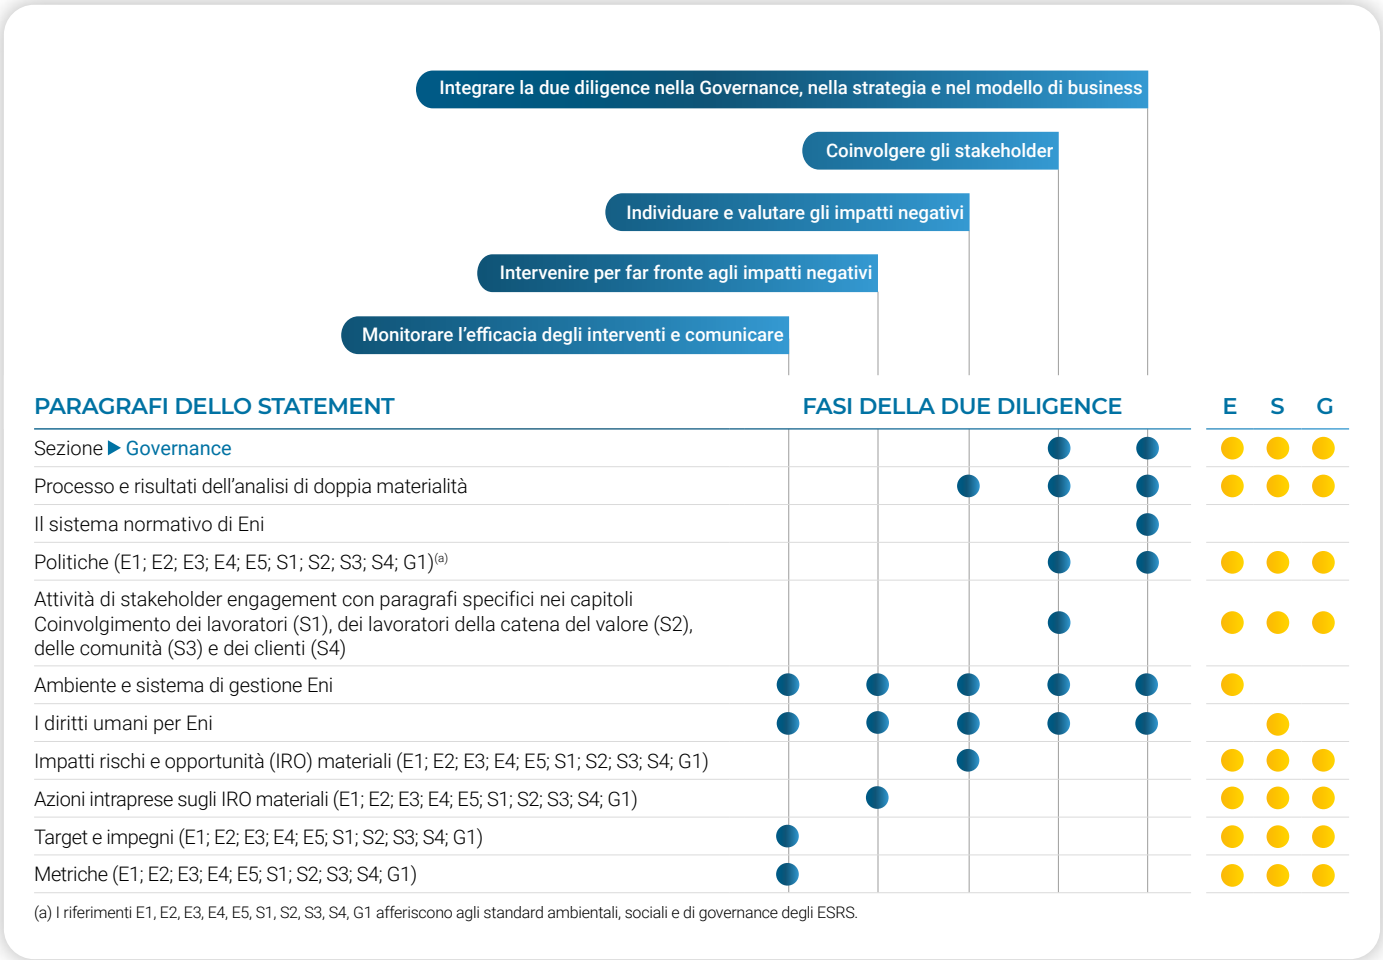 Integrare la due diligence nella Governance, nella strategia e nel modello di business
Coinvolgere gli stakeholder
Individuare e valutare gli impatti negativi
Intervenire per far fronte agli impatti negativi
Monitorare l’efficacia degli interventi e comunicare
PARAGRAFI DELLO STATEMENT FASI DELLA DUE DILIGENCE E S G
Sezione ▶ Governance
Processo e risultati dell’analisi di doppia materialità
Il sistema normativo di Eni
Politiche (E1; E2; E3; E4; E5; S1; S2; S3; S4; G1)(a)
Attività di stakeholder engagement con paragrafi specifici nei capitoli
Coinvolgimento dei lavoratori (S1), dei lavoratori della catena del valore (S2),
delle comunità (S3) e dei clienti (S4)
Ambiente e sistema di gestione Eni
I diritti umani per Eni
Impatti rischi e opportunità (IRO) materiali (E1; E2; E3; E4; E5; S1; S2; S3; S4; G1)
Azioni intraprese sugli IRO materiali (E1; E2; E3; E4; E5; S1; S2; S3; S4; G1)
Target e impegni (E1; E2; E3; E4; E5; S1; S2; S3; S4; G1)
Metriche (E1; E2; E3; E4; E5; S1; S2; S3; S4; G1)
(a) I riferimenti E1, E2, E3, E4, E5, S1, S2, S3, S4, G1 afferiscono agli standard ambientali, sociali e di governance degli ESRS.